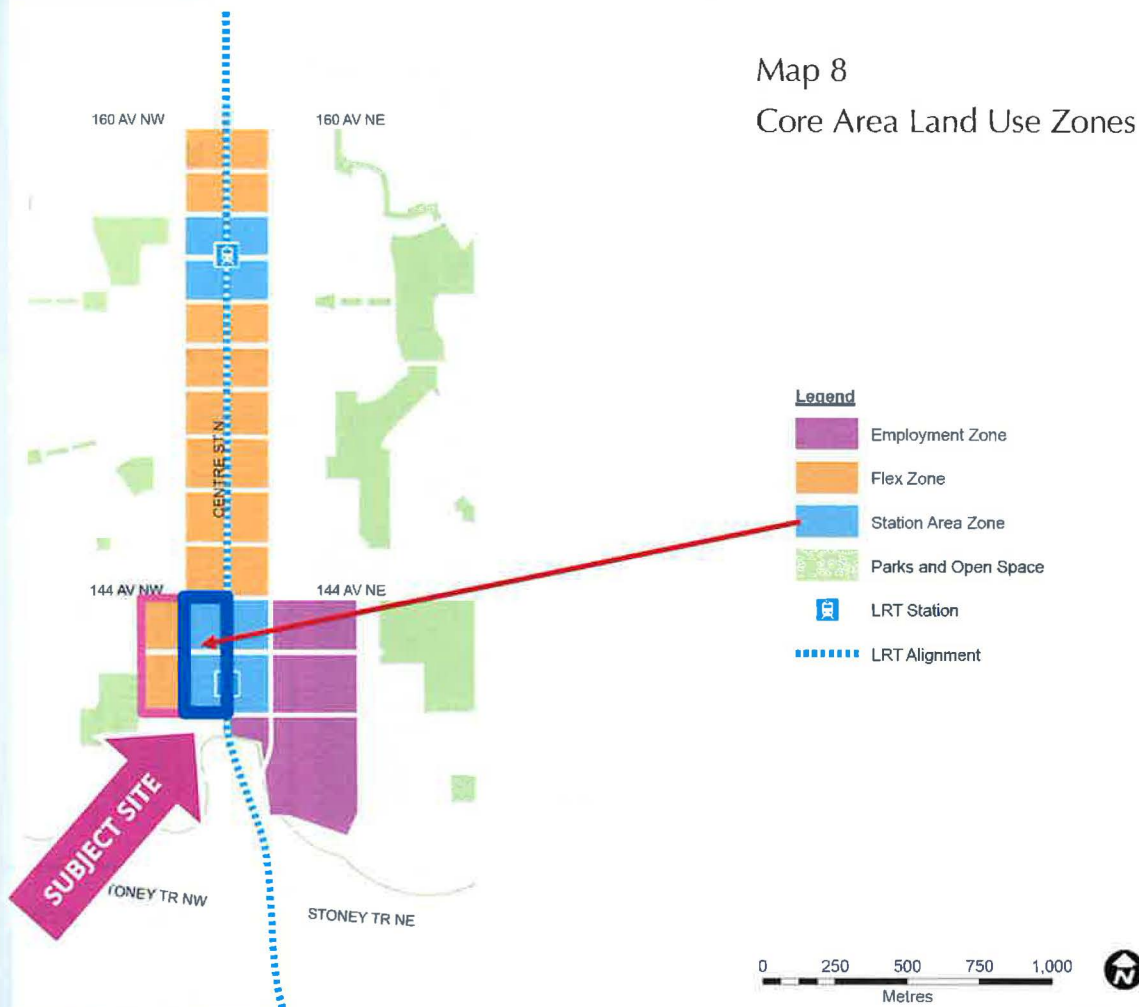 Map 8
Core Area Land Use Zones
160 AV NW
160 AV NE
CENTRE ST N
144 AV NW
144 AV NE
SUBJECT SITE
TONEY TR NW
STONEY TR NE
Legend
Employment Zone
Flex Zone
Station Area Zone
Parks and Open Space
LRT Station
LRT Alignment
0 250 500 750 1,000
Metres
N